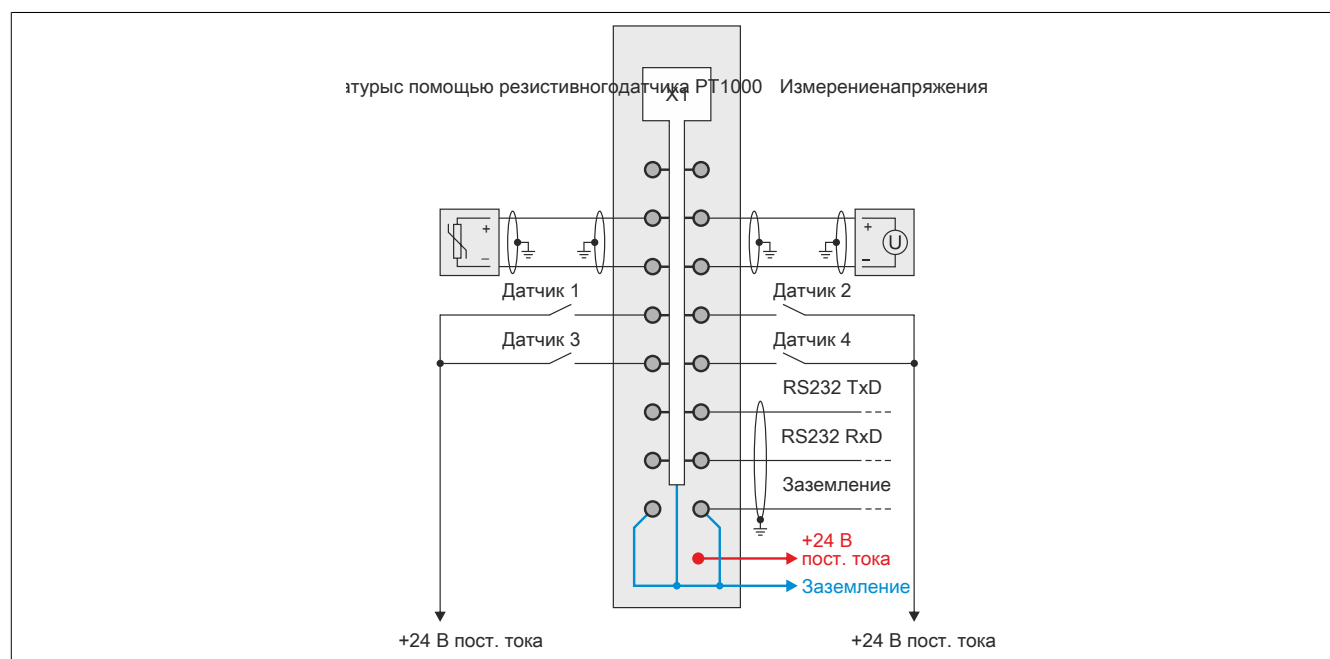 атурыс помощью резистивногодатчика PT1000 Измерениенапряжения
X1
+ +
U
– –
Датчик 1 Датчик 2
Датчик 3 Датчик 4
RS232 TxD
RS232 RxD
Заземление
+24 В
пост. тока
Заземление
+24 В пост. тока +24 В пост. тока